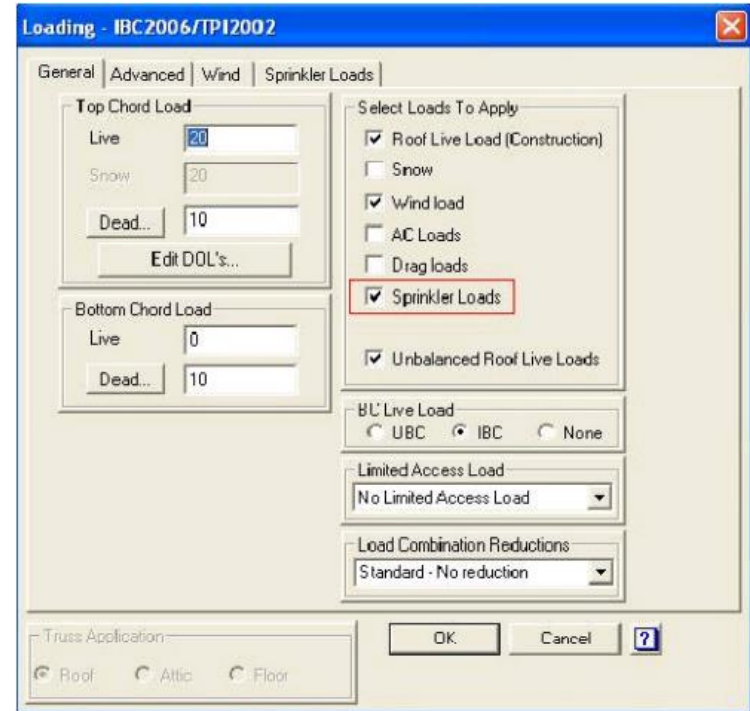 Loading - IBC2006/TPI2002
General Advanced Wind Sprinkler Loads
Top Chord Load
Live 20
Snow 20
Dead... 10
Edit DOL's...
Bottom Chord Load
Live 0
Dead... 10
Select Loads To Apply
Roof Live Load (Construction)
Snow
Wind load
AC Loads
Drag loads
Sprinkler Loads
Unbalanced Roof Live Loads
BC Live Load
UBC IBC None
Limited Access Load
No Limited Access Load
Load Combination Reductions
Standard - No reduction
Truss Application
Roof Attic Floor
OK Cancel ?